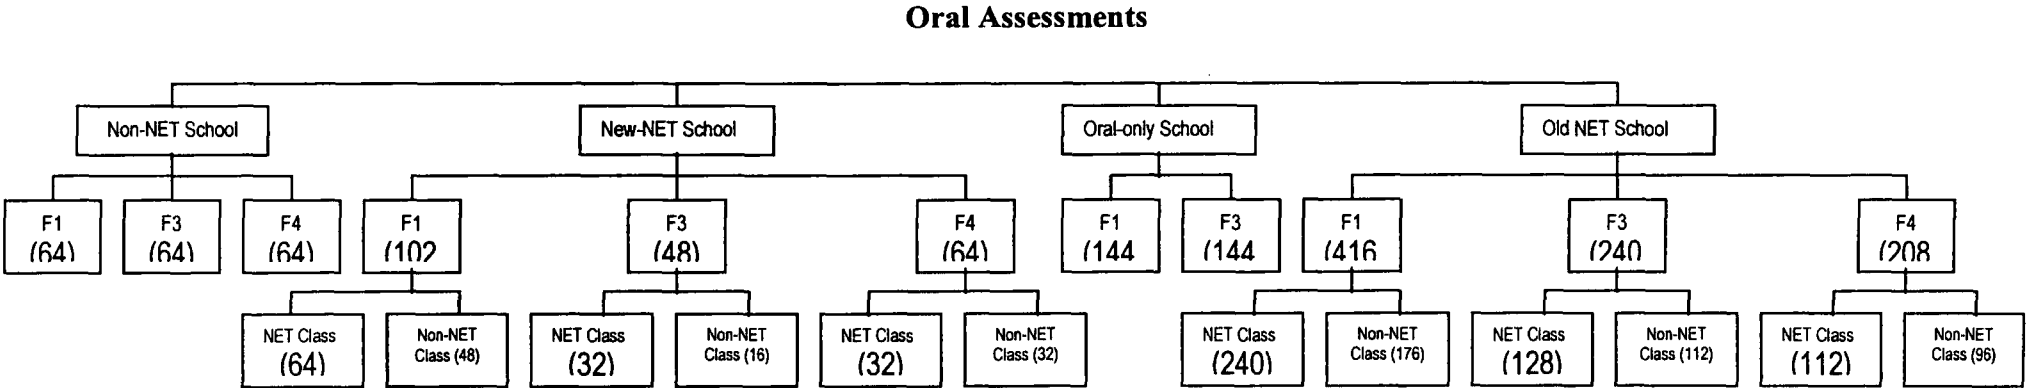 Oral Assessments
Non-NET School
New-NET School
Oral-only School
Old NET School
F1
(64)
F3
(64)
F4
(64)
F1
(102
F3
(48)
F4
(64)
F1
(144
F3
(144
F1
(416
F3
(240
F4
(208
NET Class
(64)
Non-NET
Class (48)
NET Class
(32)
Non-NET
Class (16)
NET Class
(32)
Non-NET
Class (32)
NET Class
(240)
Non-NET
Class (176)
NET Class
(128)
Non-NET
Class (112)
NET Class
(112)
Non-NET
Class (96)